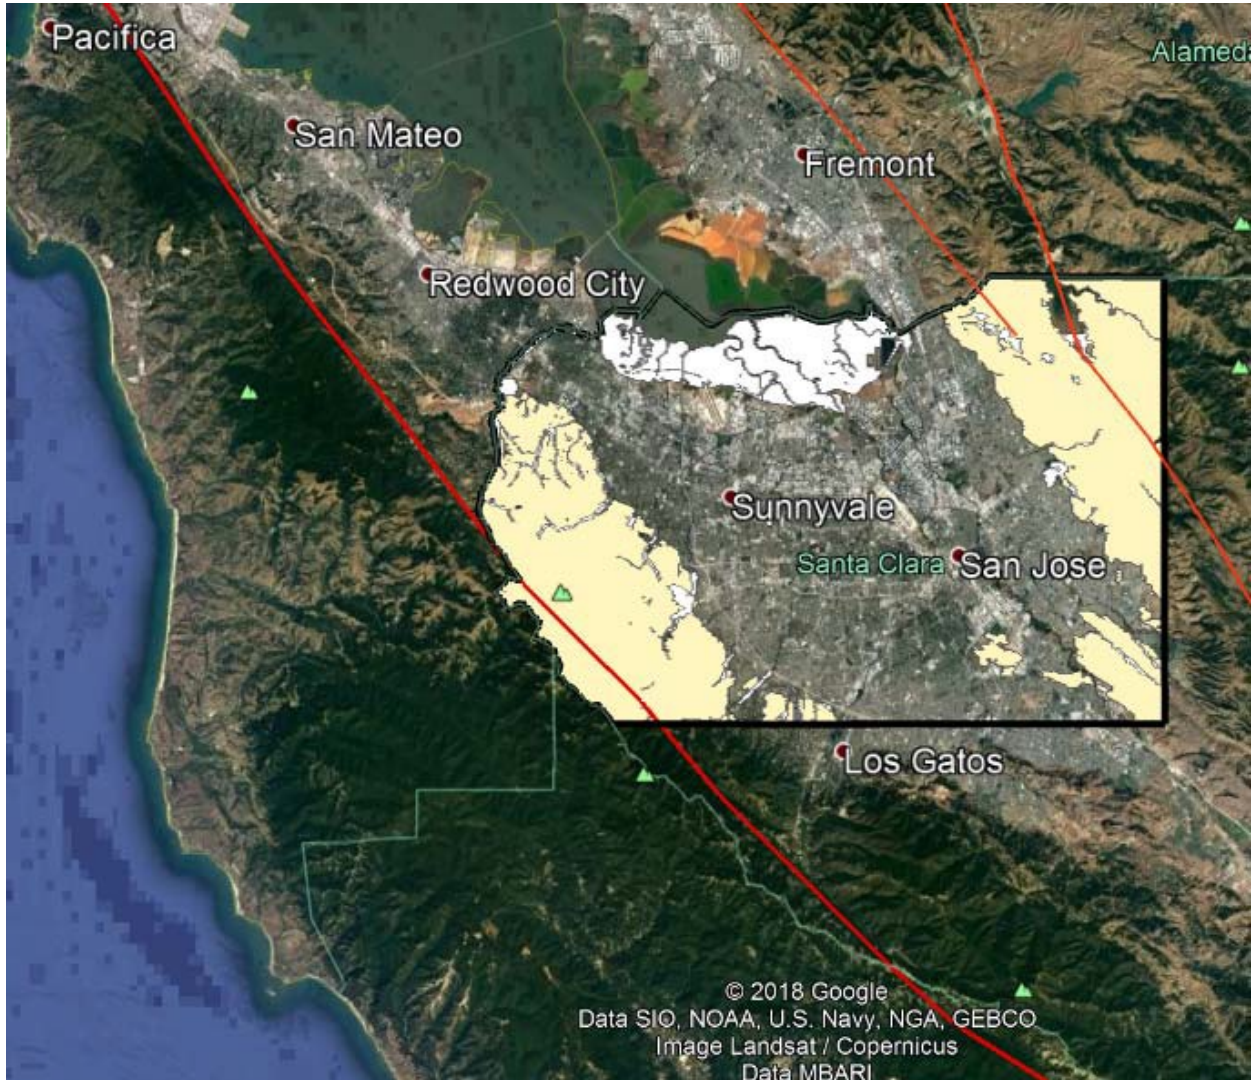 Pacifica
Alameda
San Mateo
Fremont
Redwood City
Sunnyvale
Santa Clara
San Jose
Los Gatos
© 2018 Google
Data SIO, NOAA, U.S. Navy, NGA, GEBCO
Image Landsat / Copernicus
Data MBARI